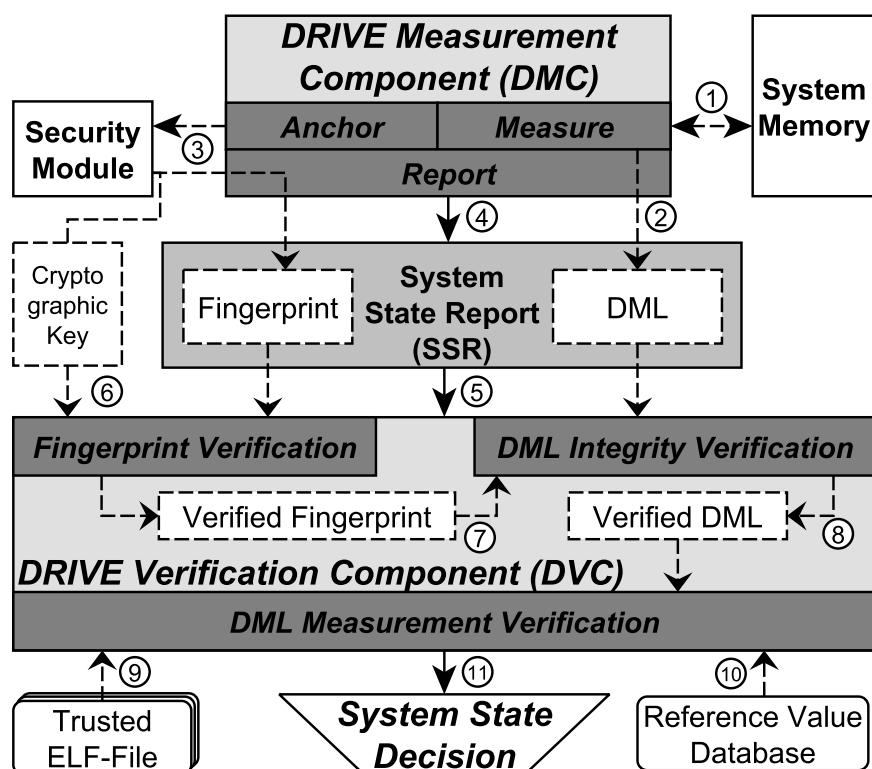 DRIVE Measurement
Component (DMC)
Anchor
Measure
Report
①
System
Memory
Security
Module
③
④
②
Crypto
graphic
Key
Fingerprint
System
State Report
(SSR)
DML
⑥
⑤
Fingerprint Verification
DML Integrity Verification
Verified Fingerprint
⑦
Verified DML
⑧
DRIVE Verification Component (DVC)
DML Measurement Verification
⑨
⑪
⑩
Trusted
ELF-File
System State
Decision
Reference Value
Database